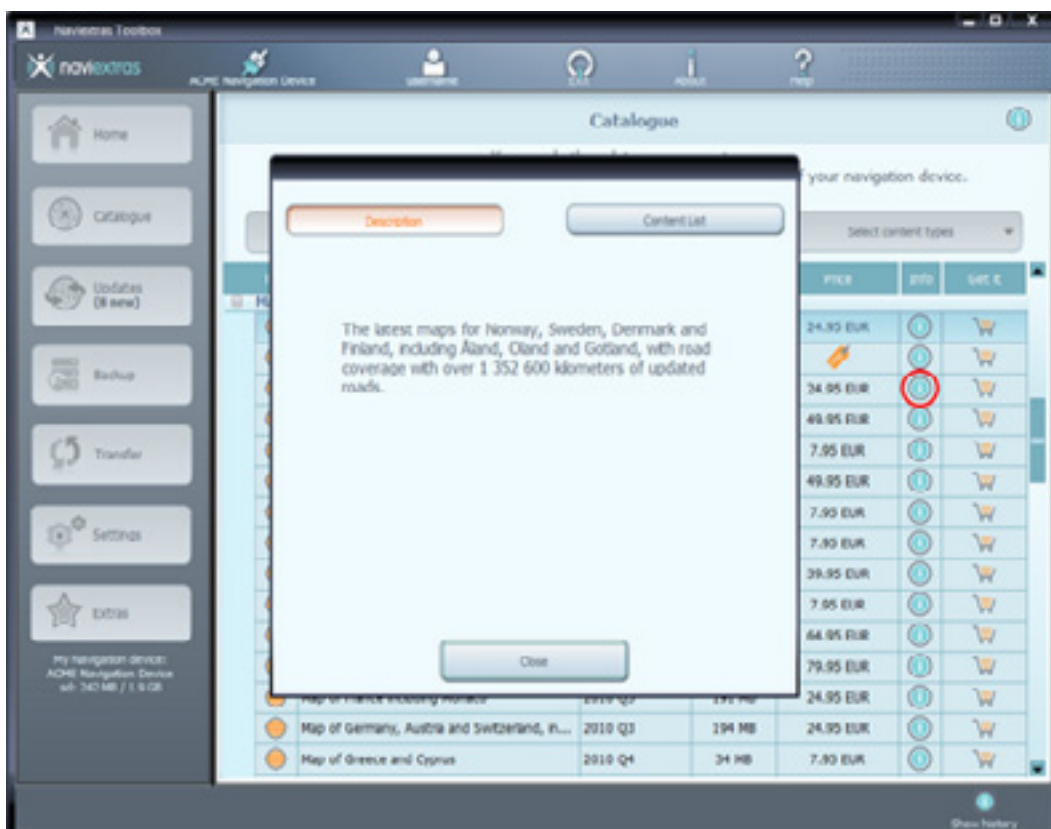 Naviextras Toolbox
naviextras
ACME Navigation Device
username
Exit
About
Help
Home
Catalogue
Updates
(8 new)
Backup
Transfer
Settings
Extras
My navigation device:
ACME Navigation Device
Catalogue
f your navigation device.
Select content types
Price
Info
Get it
Description
Content List
The latest maps for Norway, Sweden, Denmark and
Finland, including Åland, Oland and Gotland, with road
coverage with over 1 352 600 kilometers of updated
roads.
Close
24.95 EUR
34.95 EUR
49.95 EUR
7.95 EUR
49.95 EUR
7.95 EUR
7.95 EUR
39.95 EUR
7.95 EUR
64.95 EUR
79.95 EUR
Map of France including Monaco 2010 Q3 191 MB 24.95 EUR
Map of Germany, Austria and Switzerland, in... 2010 Q3 194 MB 24.95 EUR
Map of Greece and Cyprus 2010 Q4 34 MB 7.95 EUR
Show history